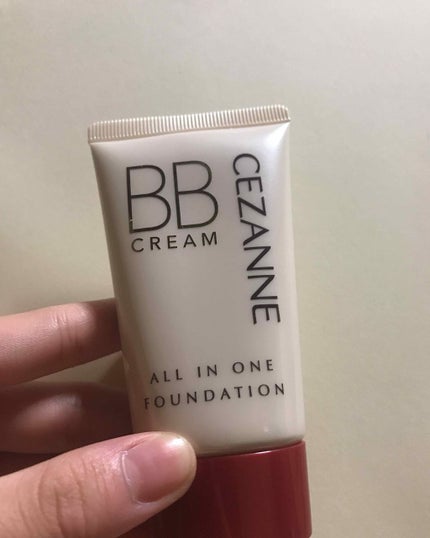 BB
CREAM
CEZANNE
ALL IN ONE
FOUNDATION